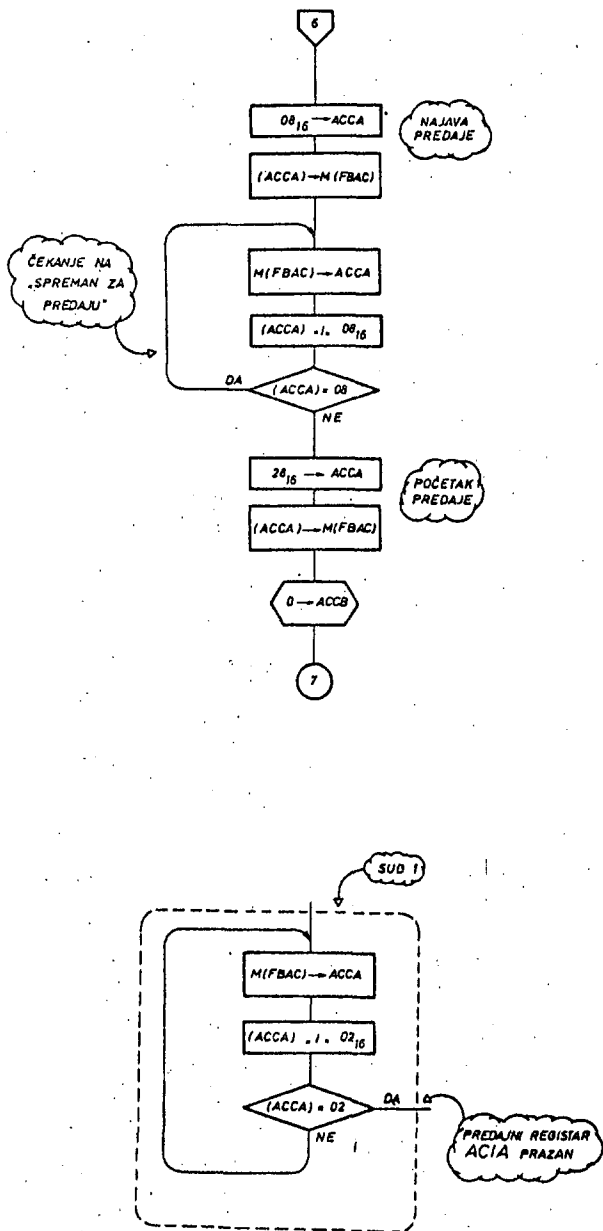 6
08₁₆ → ACCA
NAJAVA
PREDAJE
(ACCA) → M(FBAC)
ČEKANJE NA
„SPREMAN ZA
PREDAJU"
M(FBAC) → ACCA
(ACCA) „I" 08₁₆
(ACCA) = 08
DA
NE
28₁₆ → ACCA
POČETAK
PREDAJE
(ACCA) → M(FBAC)
0 → ACCB
7
SUD 1
M(FBAC) → ACCA
(ACCA) „I" 02₁₆
(ACCA) = 02
DA
NE
PREDAJNI REGISTAR
ACIA PRAZAN